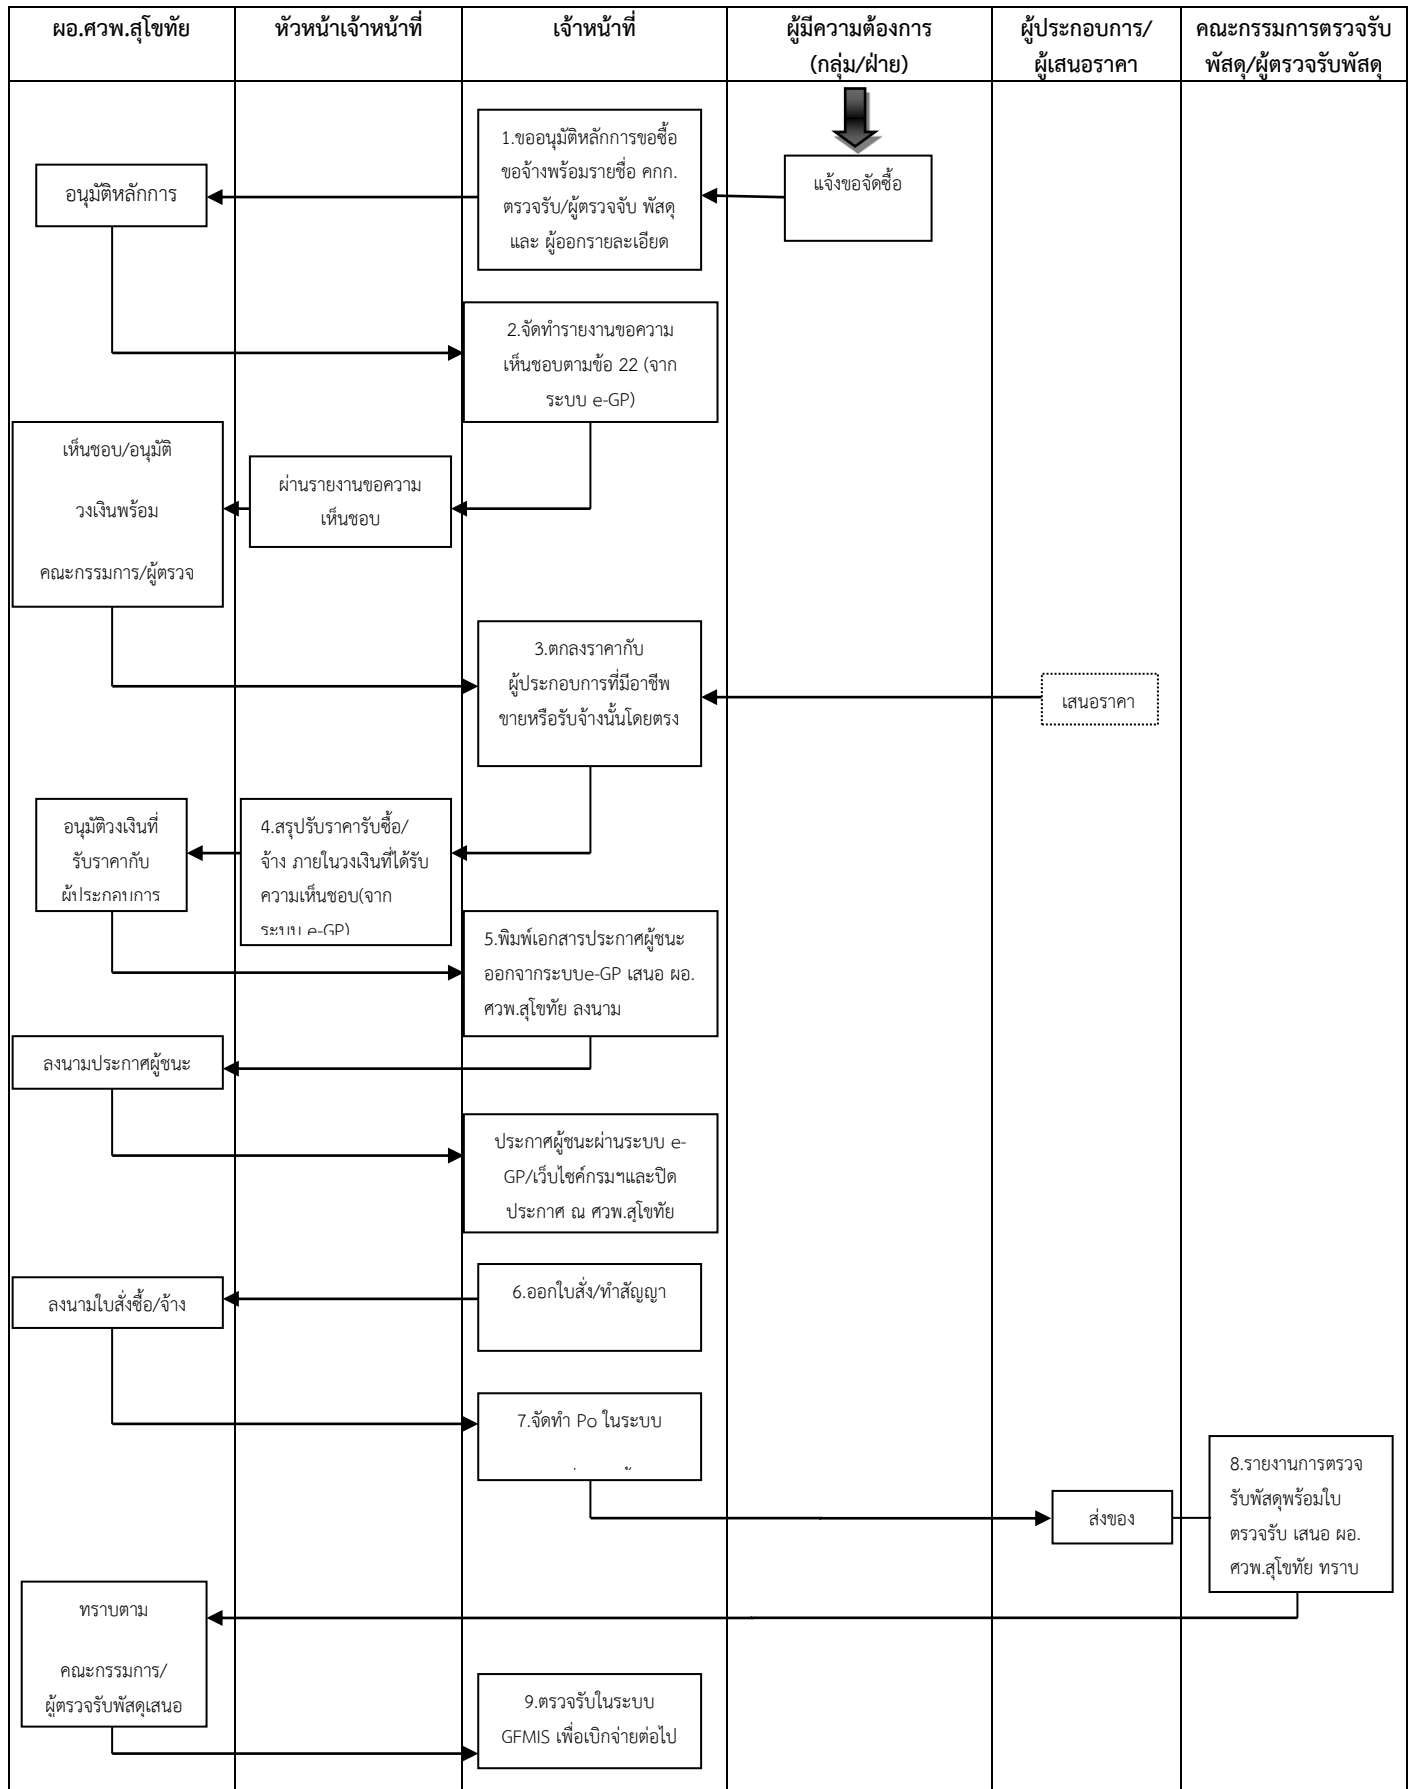 ผอ.ศวพ.สุโขทัย
หัวหน้าเจ้าหน้าที่
เจ้าหน้าที่
ผู้มีความต้องการ
(กลุ่ม/ฝ่าย)
ผู้ประกอบการ/
ผู้เสนอราคา
คณะกรรมการตรวจรับ
พัสดุ/ผู้ตรวจรับพัสดุ
แจ้งขอจัดซื้อ
1.ขออนุมัติหลักการขอซื้อ
ขอจ้างพร้อมรายชื่อ คกก.
ตรวจรับ/ผู้ตรวจจับ พัสดุ
และ ผู้ออกรายละเอียด
อนุมัติหลักการ
2.จัดทำรายงานขอความ
เห็นชอบตามข้อ 22 (จาก
ระบบ e-GP)
ผ่านรายงานขอความ
เห็นชอบ
เห็นชอบ/อนุมัติ
วงเงินพร้อม
คณะกรรมการ/ผู้ตรวจ
3.ตกลงราคากับ
ผู้ประกอบการที่มีอาชีพ
ขายหรือรับจ้างนั้นโดยตรง
เสนอราคา
4.สรุปรับราคารับซื้อ/
จ้าง ภายในวงเงินที่ได้รับ
ความเห็นชอบ(จาก
ระบบ e-GP)
อนุมัติวงเงินที่
รับราคากับ
ผู้ประกอบการ
5.พิมพ์เอกสารประกาศผู้ชนะ
ออกจากระบบe-GP เสนอ ผอ.
ศวพ.สุโขทัย ลงนาม
ลงนามประกาศผู้ชนะ
ประกาศผู้ชนะผ่านระบบ e-
GP/เว็บไซค์กรมฯและปิด
ประกาศ ณ ศวพ.สุโขทัย
6.ออกใบสั่ง/ทำสัญญา
ลงนามใบสั่งซื้อ/จ้าง
7.จัดทำ Po ในระบบ
ส่งของ
8.รายงานการตรวจ
รับพัสดุพร้อมใบ
ตรวจรับ เสนอ ผอ.
ศวพ.สุโขทัย ทราบ
ทราบตาม
คณะกรรมการ/
ผู้ตรวจรับพัสดุเสนอ
9.ตรวจรับในระบบ
GFMIS เพื่อเบิกจ่ายต่อไป